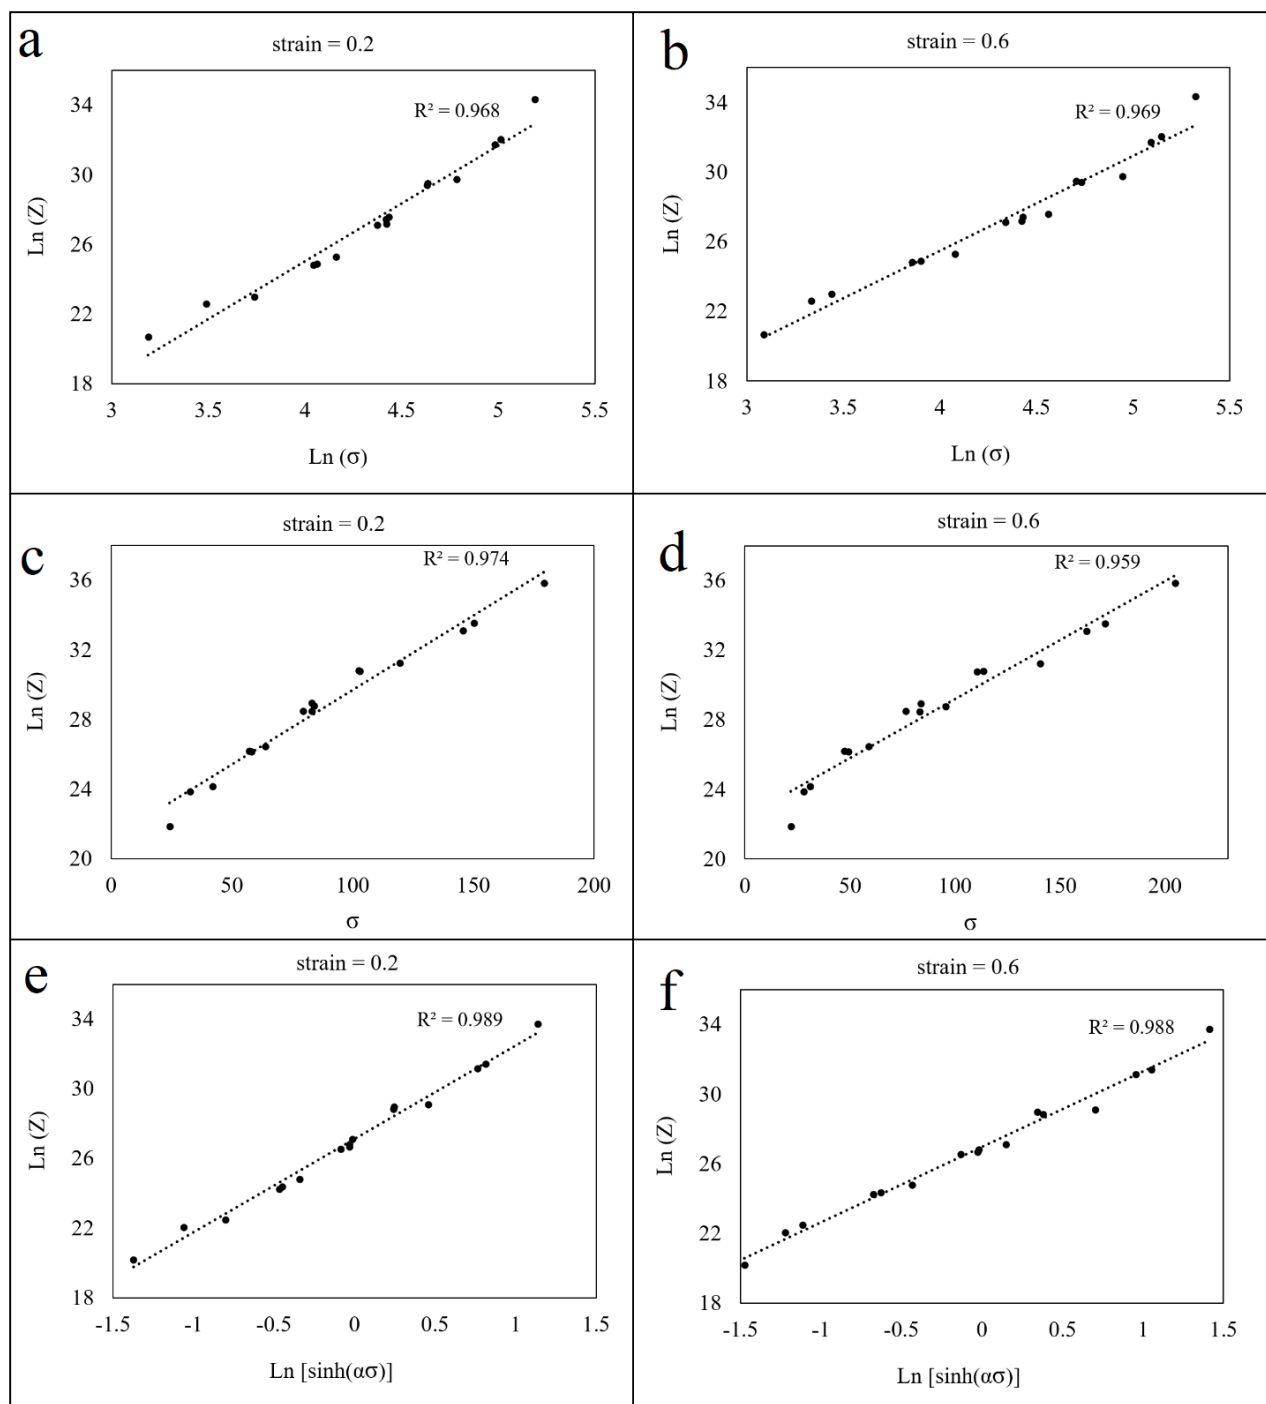 a
strain = 0.2
R² = 0.968
34
30
26
22
18
Ln (Z)
3 3.5 4 4.5 5 5.5
Ln (σ)
b
strain = 0.6
R² = 0.969
34
30
26
22
18
Ln (Z)
3 3.5 4 4.5 5 5.5
Ln (σ)
c
strain = 0.2
R² = 0.974
36
32
28
24
20
Ln (Z)
0 50 100 150 200
σ
d
strain = 0.6
R² = 0.959
36
32
28
24
20
Ln (Z)
0 50 100 150 200
σ
e
strain = 0.2
R² = 0.989
34
30
26
22
18
Ln (Z)
-1.5 -1 -0.5 0 0.5 1 1.5
Ln [sinh(ασ)]
f
strain = 0.6
R² = 0.988
34
30
26
22
18
Ln (Z)
-1.5 -1 -0.5 0 0.5 1 1.5
Ln [sinh(ασ)]